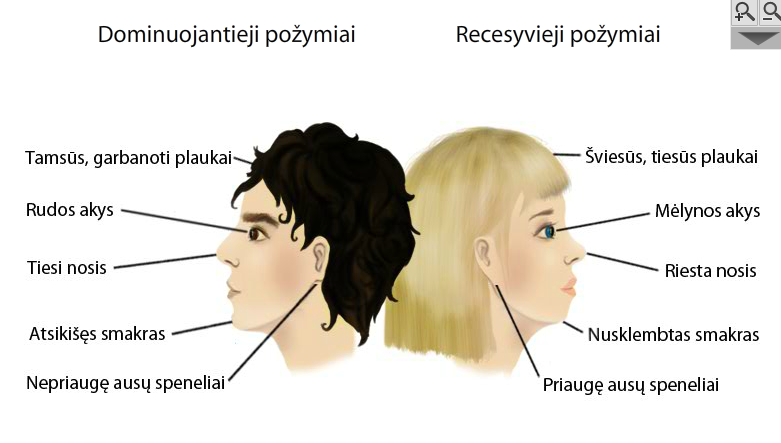 Dominuojantieji požymiai
Recesyvieji požymiai
Tamsūs, garbanoti plaukai
Rudos akys
Tiesi nosis
Atsikišęs smakras
Nepriaugę ausų speneliai
Šviesūs, tiesūs plaukai
Mėlynos akys
Riesta nosis
Nusklembtas smakras
Priaugę ausų speneliai